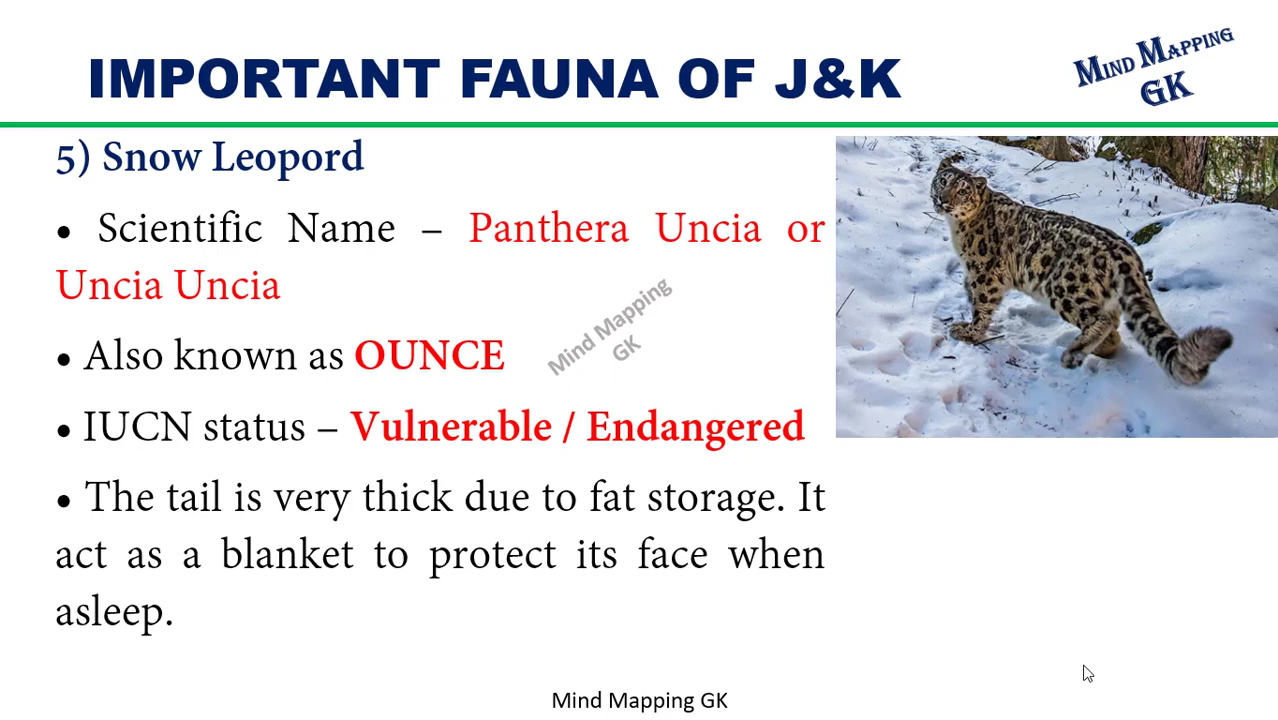 IMPORTANT FAUNA OF J&K
MIND MAPPING
GK
5) Snow Leopord
• Scientific Name – Panthera Uncia or
Uncia Uncia
• Also known as OUNCE
• IUCN status – Vulnerable / Endangered
• The tail is very thick due to fat storage. It
act as a blanket to protect its face when
asleep.
Mind Mapping
GK
Mind Mapping GK